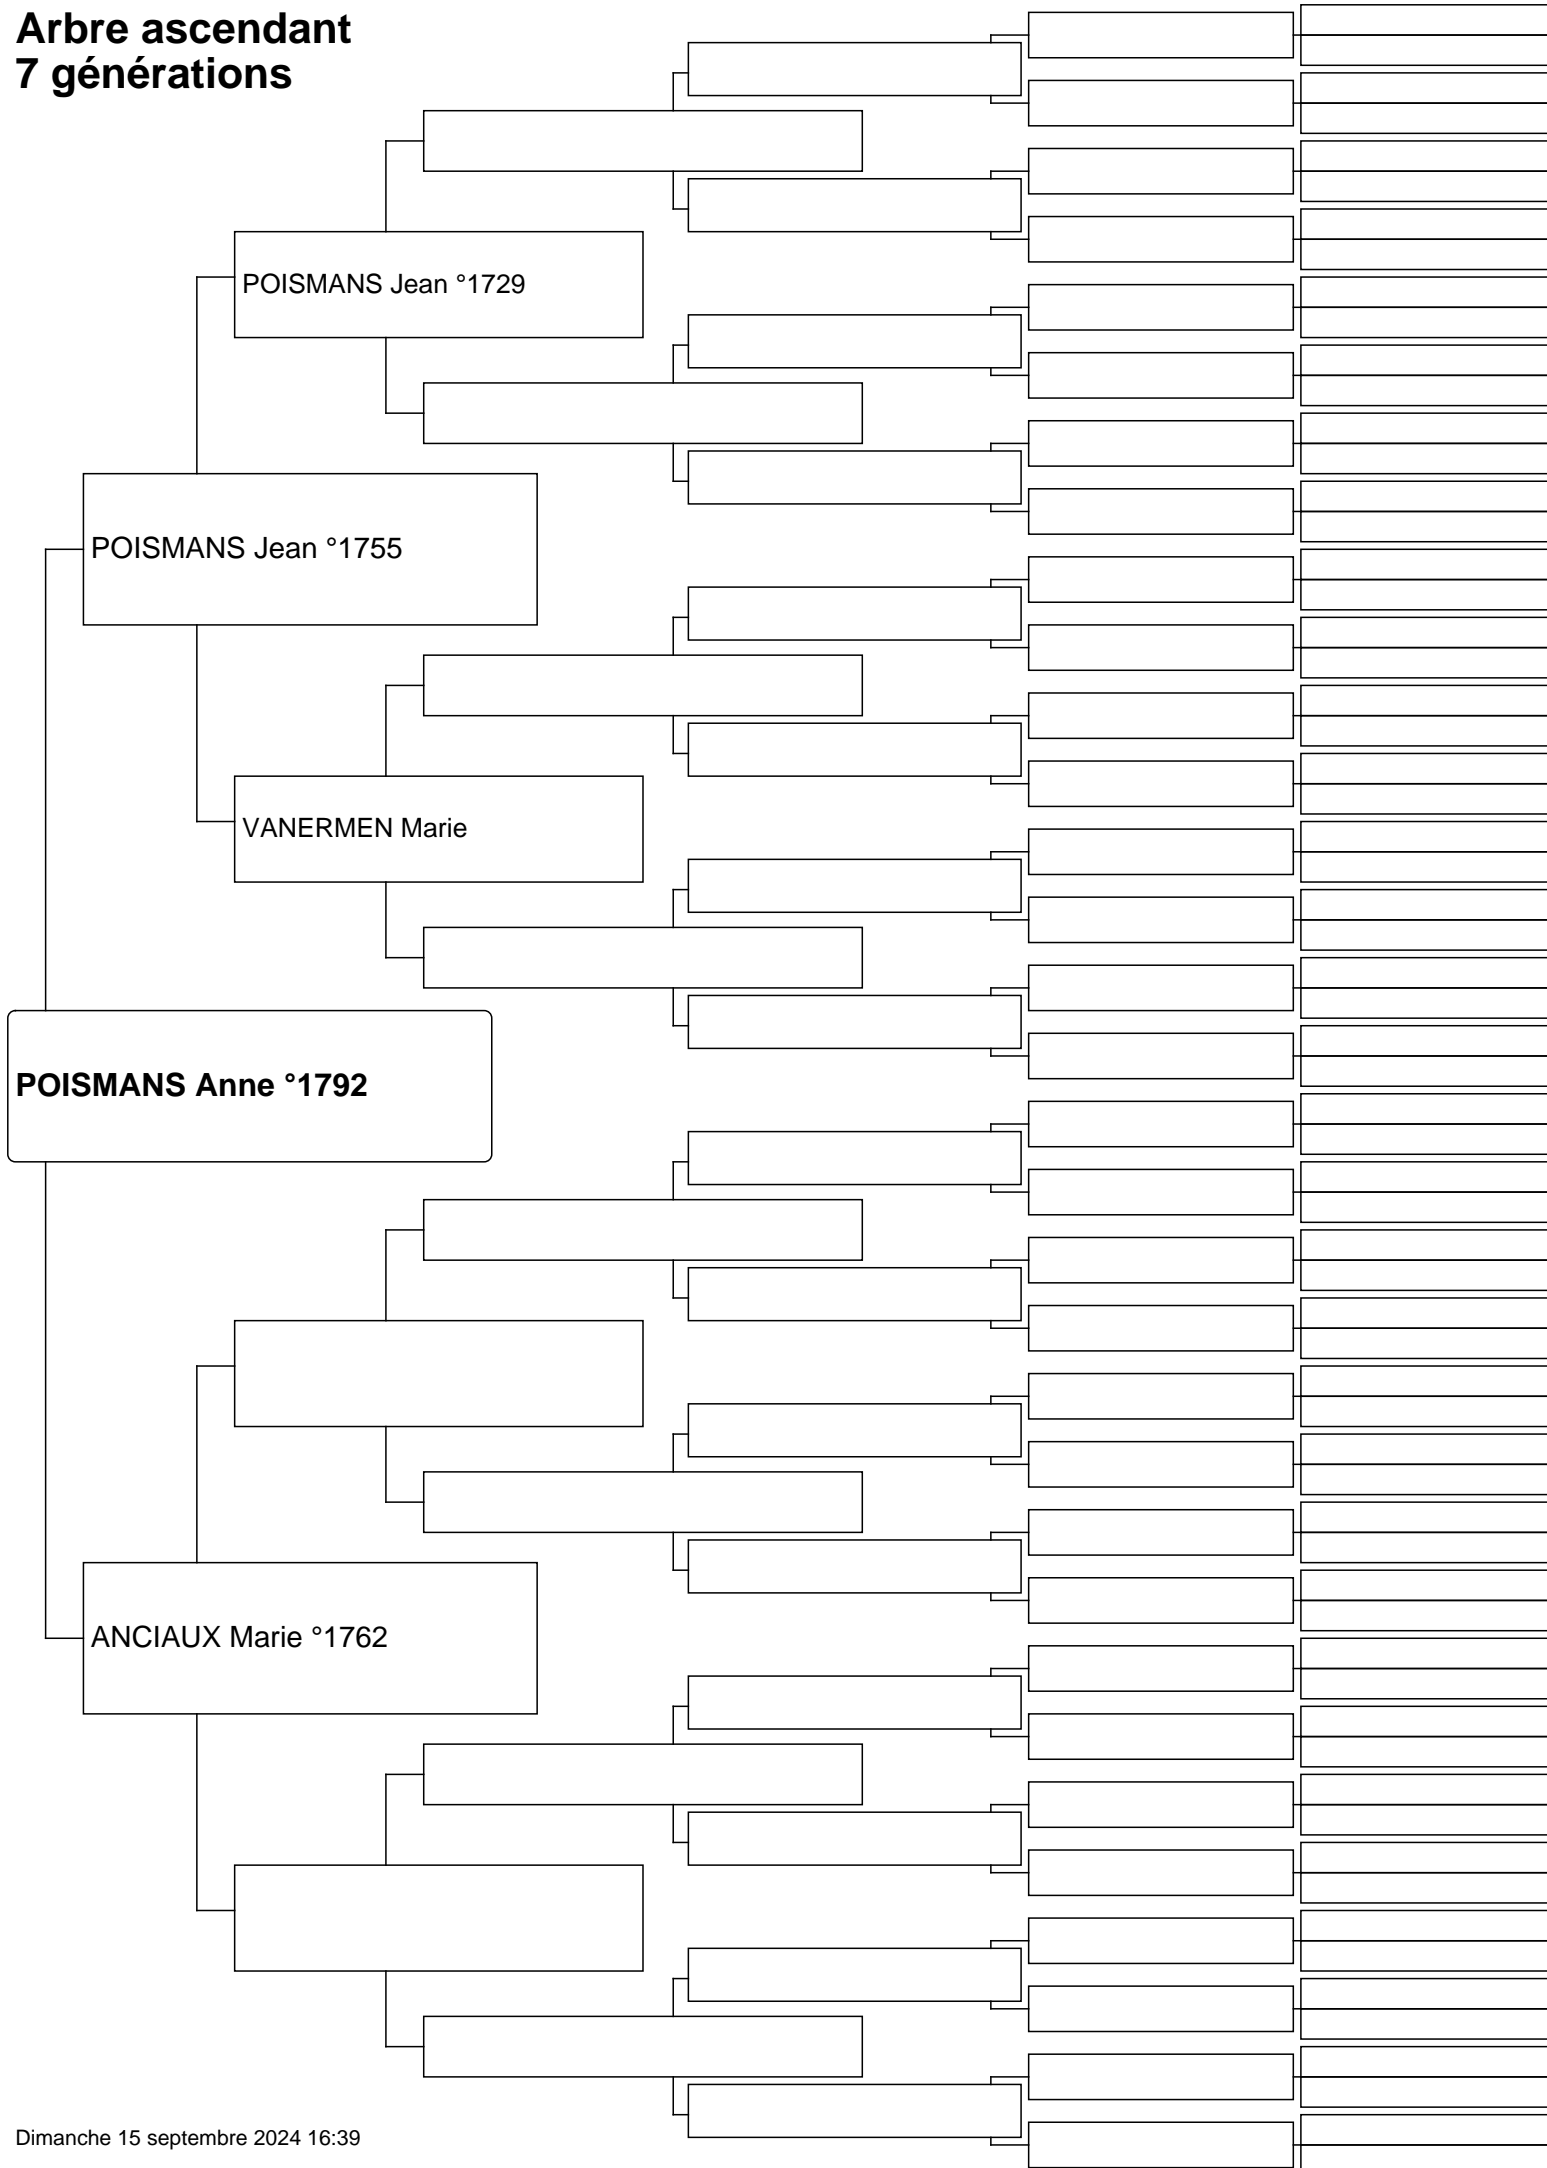 Arbre ascendant
7 générations
POISMANS Jean °1729
POISMANS Jean °1755
VANERMEN Marie
POISMANS Anne °1792
ANCIAUX Marie °1762
Dimanche 15 septembre 2024 16:39